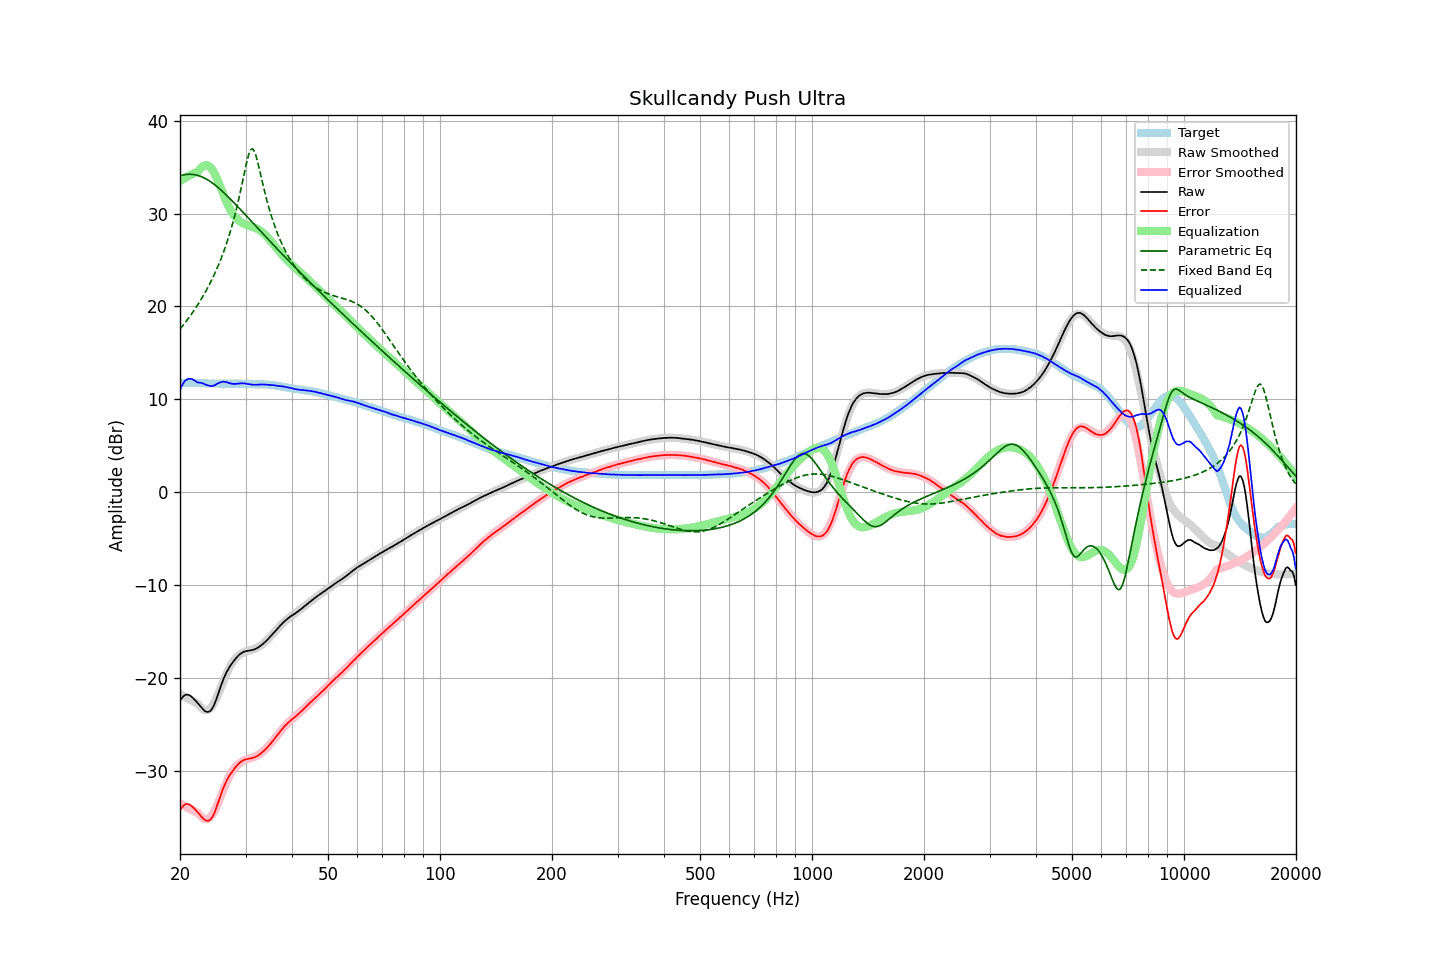 Skullcandy Push Ultra
Target
Raw Smoothed
Error Smoothed
Raw
Error
Equalization
Parametric Eq
Fixed Band Eq
Equalized
40
30
20
10
0
−10
−20
−30
Amplitude (dBr)
20
50
100
200
500
1000
2000
5000
10000
20000
Frequency (Hz)